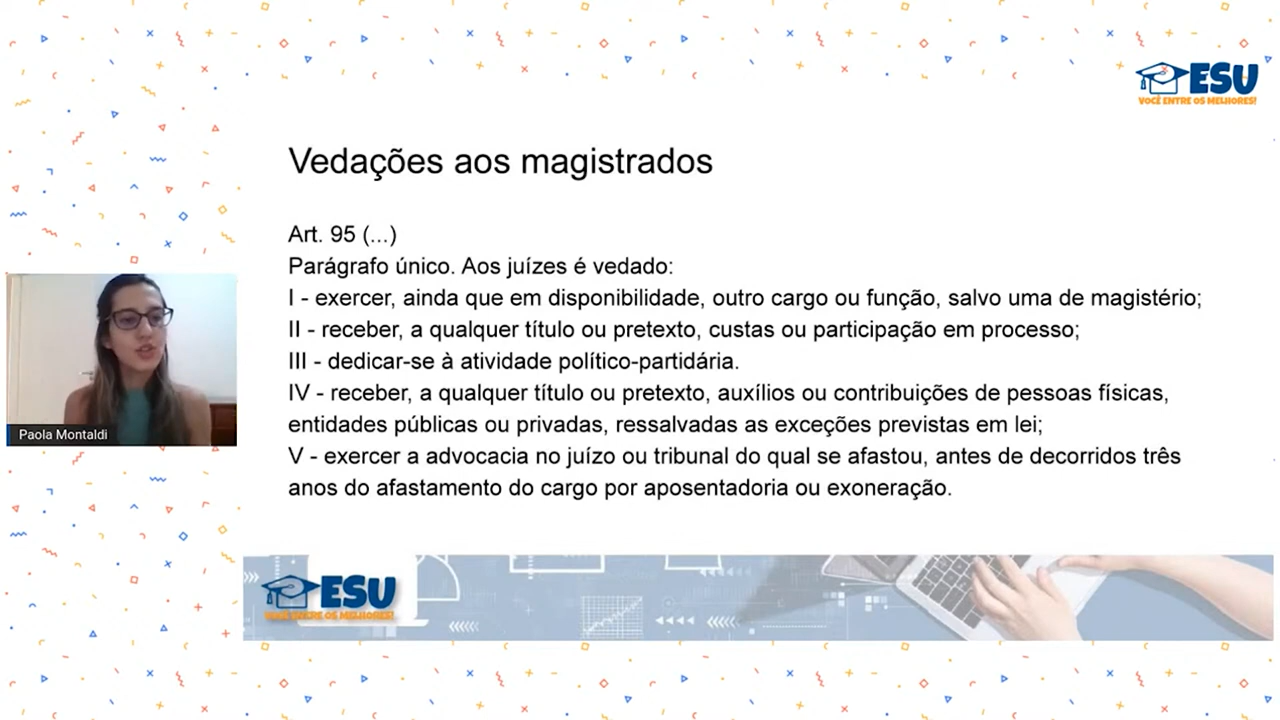 ESU
VOCÊ ENTRE OS MELHORES!
Vedações aos magistrados
Art. 95 (...)
Parágrafo único. Aos juízes é vedado:
I - exercer, ainda que em disponibilidade, outro cargo ou função, salvo uma de magistério;
II - receber, a qualquer título ou pretexto, custas ou participação em processo;
III - dedicar-se à atividade político-partidária.
IV - receber, a qualquer título ou pretexto, auxílios ou contribuições de pessoas físicas,
entidades públicas ou privadas, ressalvadas as exceções previstas em lei;
V - exercer a advocacia no juízo ou tribunal do qual se afastou, antes de decorridos três
anos do afastamento do cargo por aposentadoria ou exoneração.
Paola Montaldi
ESU
VOCÊ ENTRE OS MELHORES!